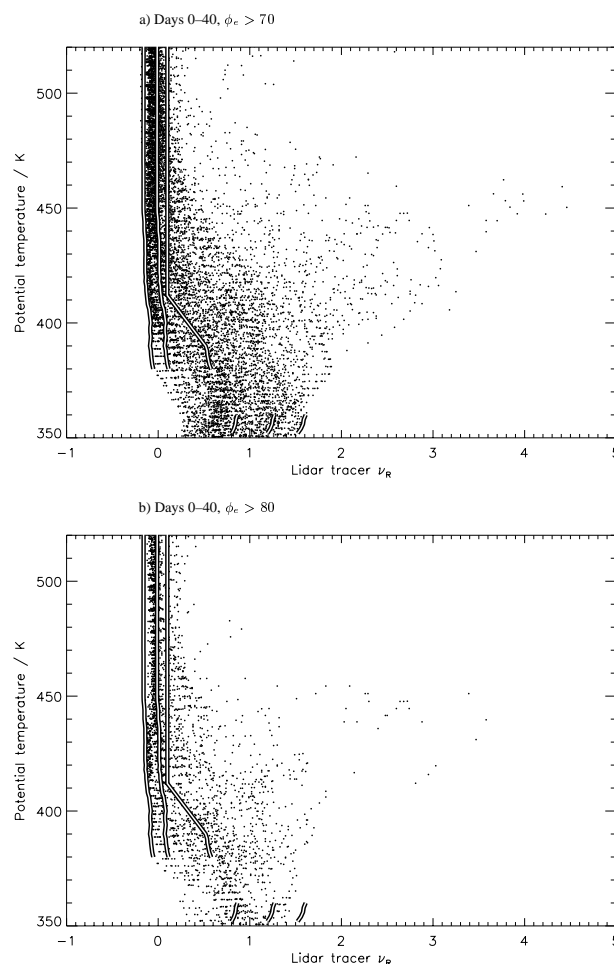 a) Days 0–40, ϕe > 70
500
450
400
350
Potential temperature / K
−1 0 1 2 3 4 5
Lidar tracer νR
b) Days 0–40, ϕe > 80
500
450
400
350
Potential temperature / K
−1 0 1 2 3 4 5
Lidar tracer νR